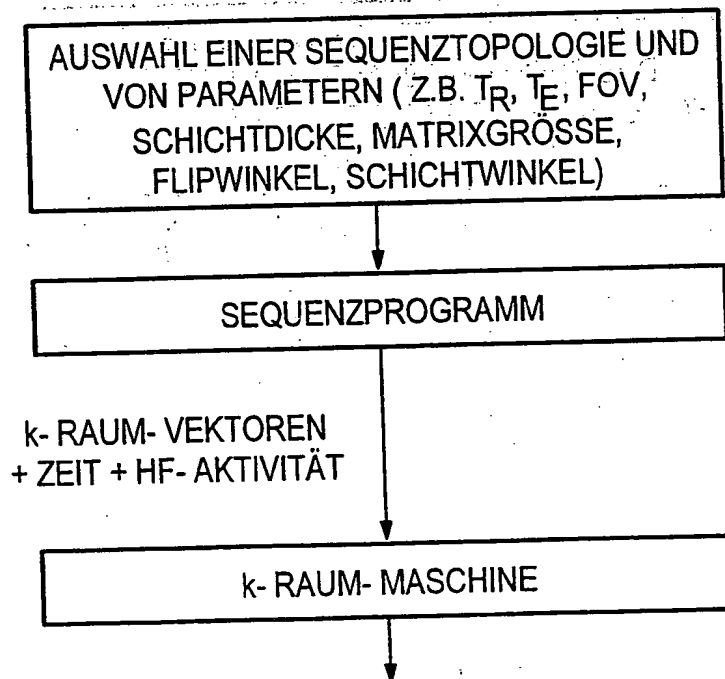 AUSWAHL EINER SEQUENZTOPOLOGIE UND
VON PARAMETERN ( Z.B. TR, TE, FOV,
SCHICHTDICKE, MATRIXGRÖSSE,
FLIPWINKEL, SCHICHTWINKEL)
SEQUENZPROGRAMM
k- RAUM- VEKTOREN
+ ZEIT + HF- AKTIVITÄT
k- RAUM- MASCHINE